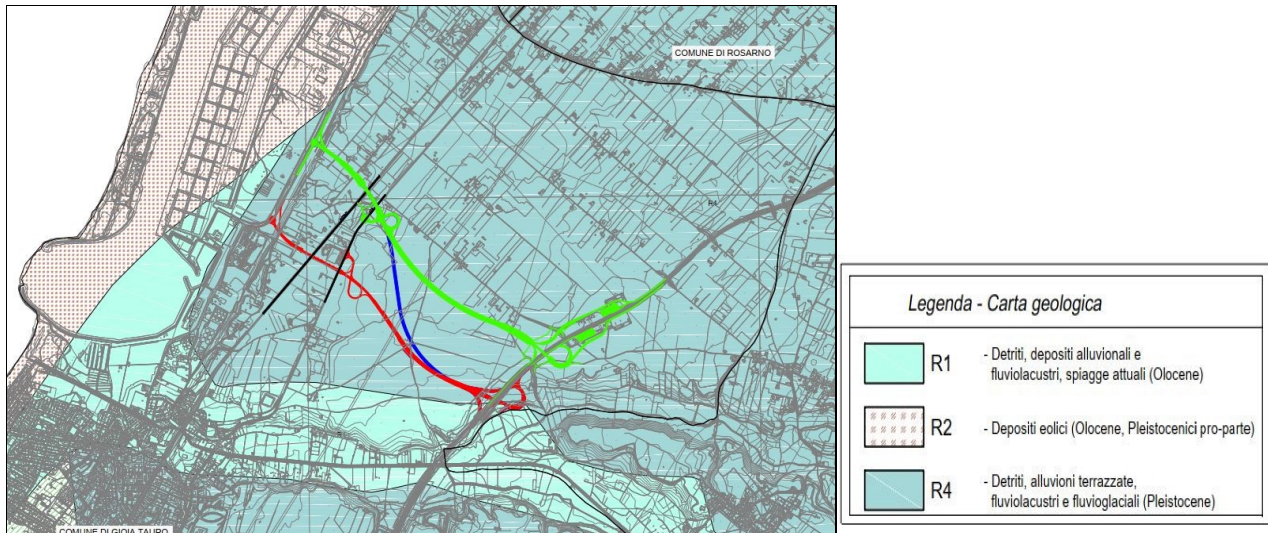 COMUNE DI ROSARNO
R4
COMUNE DI GIOIA TAURO
Legenda - Carta geologica
R1
- Detriti, depositi alluvionali e
fluviolacustri, spiagge attuali (Olocene)
R2
- Depositi eolici (Olocene, Pleistocenici pro-parte)
R4
- Detriti, alluvioni terrazzate,
fluviolacustri e fluvioglaciali (Pleistocene)